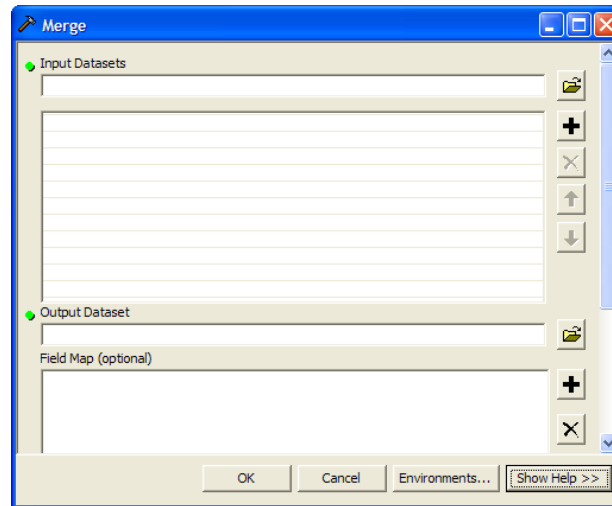 Merge
Input Datasets
Output Dataset
Field Map (optional)
OK
Cancel
Environments...
Show Help >>